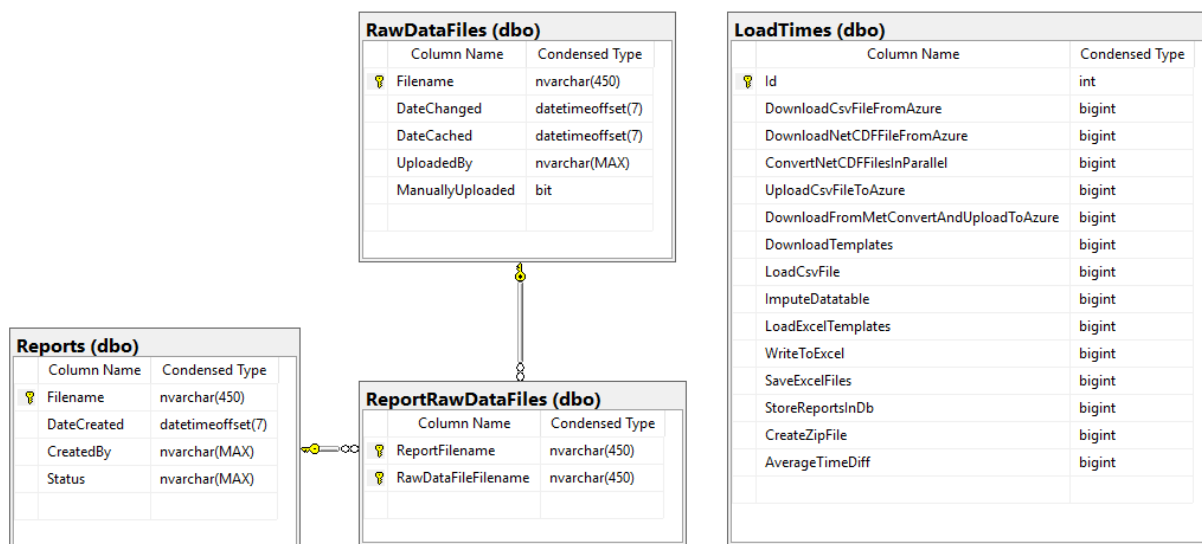 RawDataFiles (dbo)
Column Name Condensed Type
Filename nvarchar(450)
DateChanged datetimeoffset(7)
DateCached datetimeoffset(7)
UploadedBy nvarchar(MAX)
ManuallyUploaded bit
LoadTimes (dbo)
Column Name Condensed Type
Id int
DownloadCsvFileFromAzure bigint
DownloadNetCDFFileFromAzure bigint
ConvertNetCDFFilesInParallel bigint
UploadCsvFileToAzure bigint
DownloadFromMetConvertAndUploadToAzure bigint
DownloadTemplates bigint
LoadCsvFile bigint
ImputeDatatable bigint
LoadExcelTemplates bigint
WriteToExcel bigint
SaveExcelFiles bigint
StoreReportsInDb bigint
CreateZipFile bigint
AverageTimeDiff bigint
Reports (dbo)
Column Name Condensed Type
Filename nvarchar(450)
DateCreated datetimeoffset(7)
CreatedBy nvarchar(MAX)
Status nvarchar(MAX)
ReportRawDataFiles (dbo)
Column Name Condensed Type
ReportFilename nvarchar(450)
RawDataFileFilename nvarchar(450)